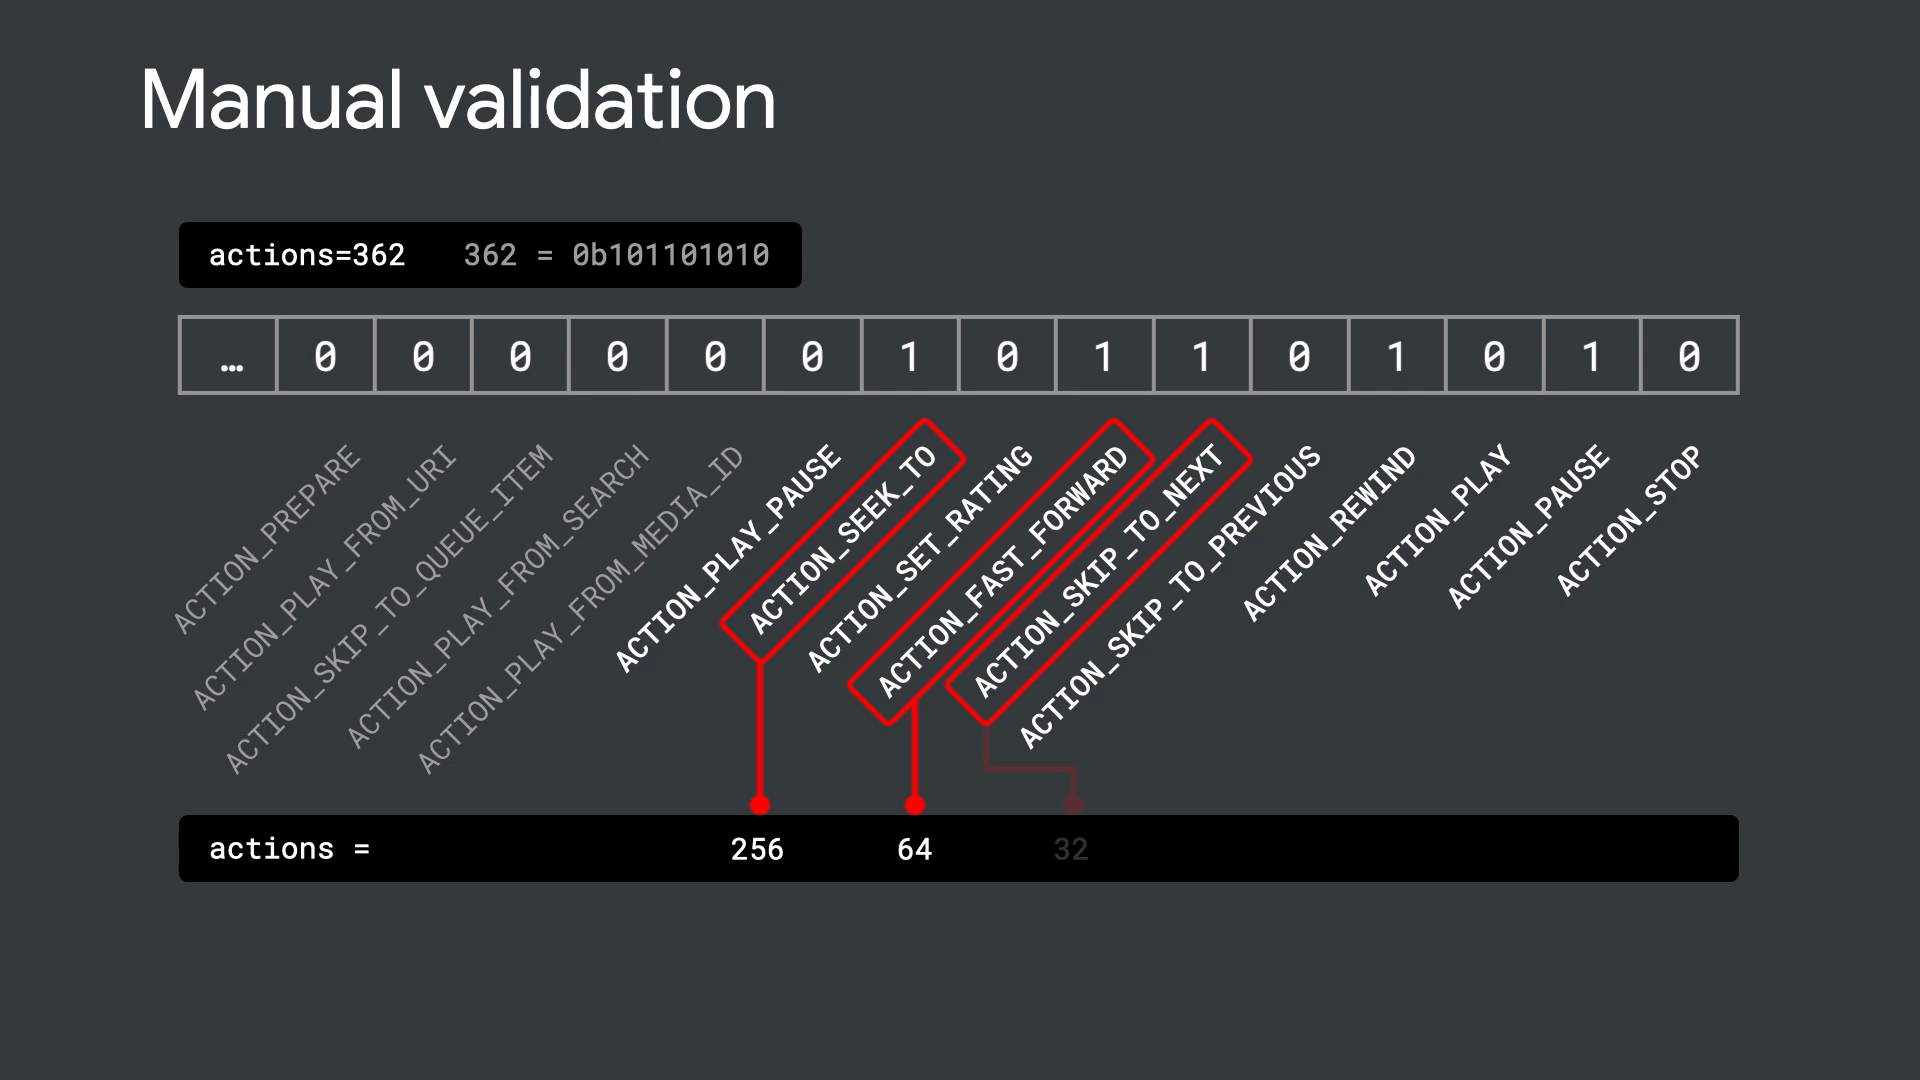 Manual validation
actions=362 362 = 0b101101010
… 0 0 0 0 0 0 1 0 1 1 0 1 0 1 0
ACTION_PREPARE
ACTION_PLAY_FROM_URI
ACTION_SKIP_TO_QUEUE_ITEM
ACTION_PLAY_FROM_SEARCH
ACTION_PLAY_FROM_MEDIA_ID
ACTION_PLAY_PAUSE
ACTION_SEEK_TO
ACTION_SET_RATING
ACTION_FAST_FORWARD
ACTION_SKIP_TO_NEXT
ACTION_SKIP_TO_PREVIOUS
ACTION_REWIND
ACTION_PLAY
ACTION_PAUSE
ACTION_STOP
actions = 256 64 32